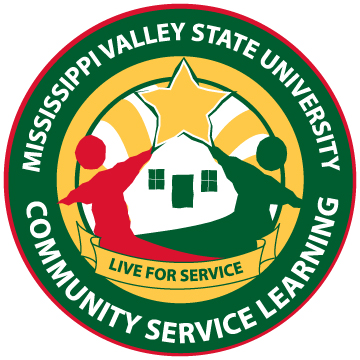 MISSISSIPPI VALLEY STATE UNIVERSITY
LIVE FOR SERVICE
COMMUNITY SERVICE LEARNING